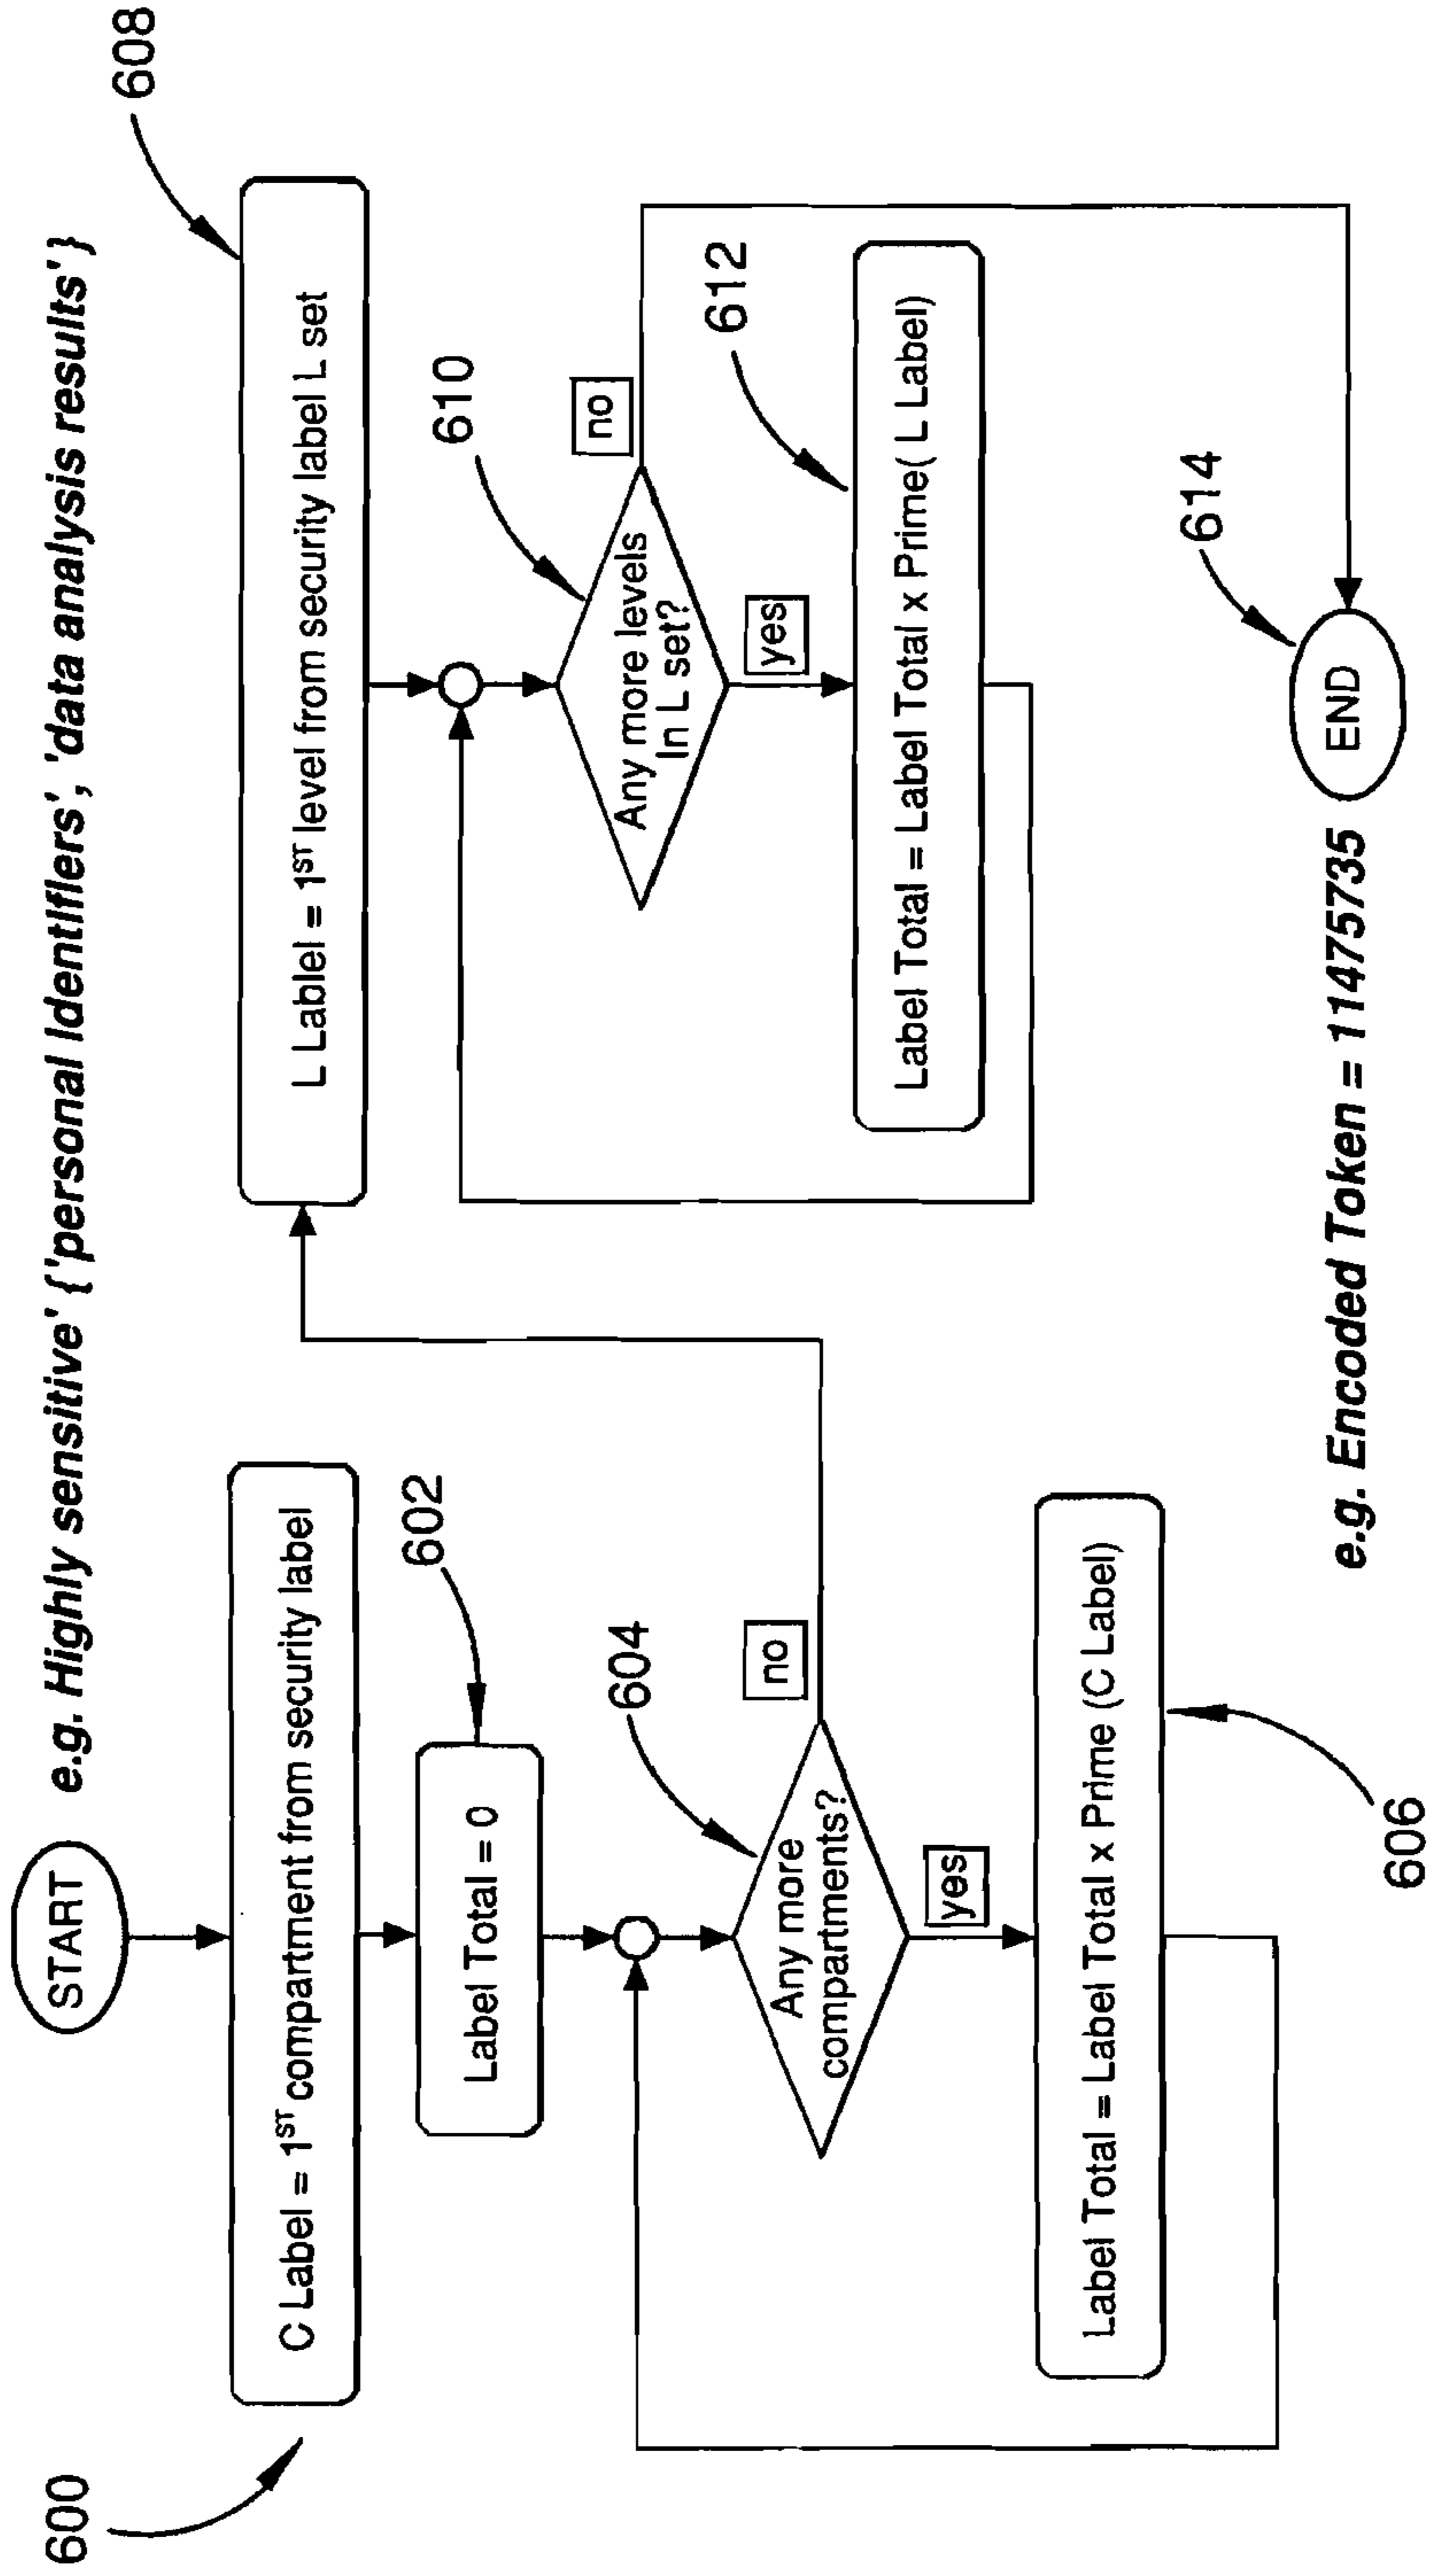 START
e.g. Highly sensitive' {'personal Identifiers', 'data analysis results'}
600
C Label = 1ST compartment from security label
602
Label Total = 0
604
Any more
compartments?
no
yes
Label Total = Label Total x Prime (C Label)
606
608
L Lablel = 1ST level from security label L set
610
Any more levels
In L set?
no
yes
612
Label Total = Label Total x Prime( L Label)
614
END
e.g. Encoded Token = 11475735